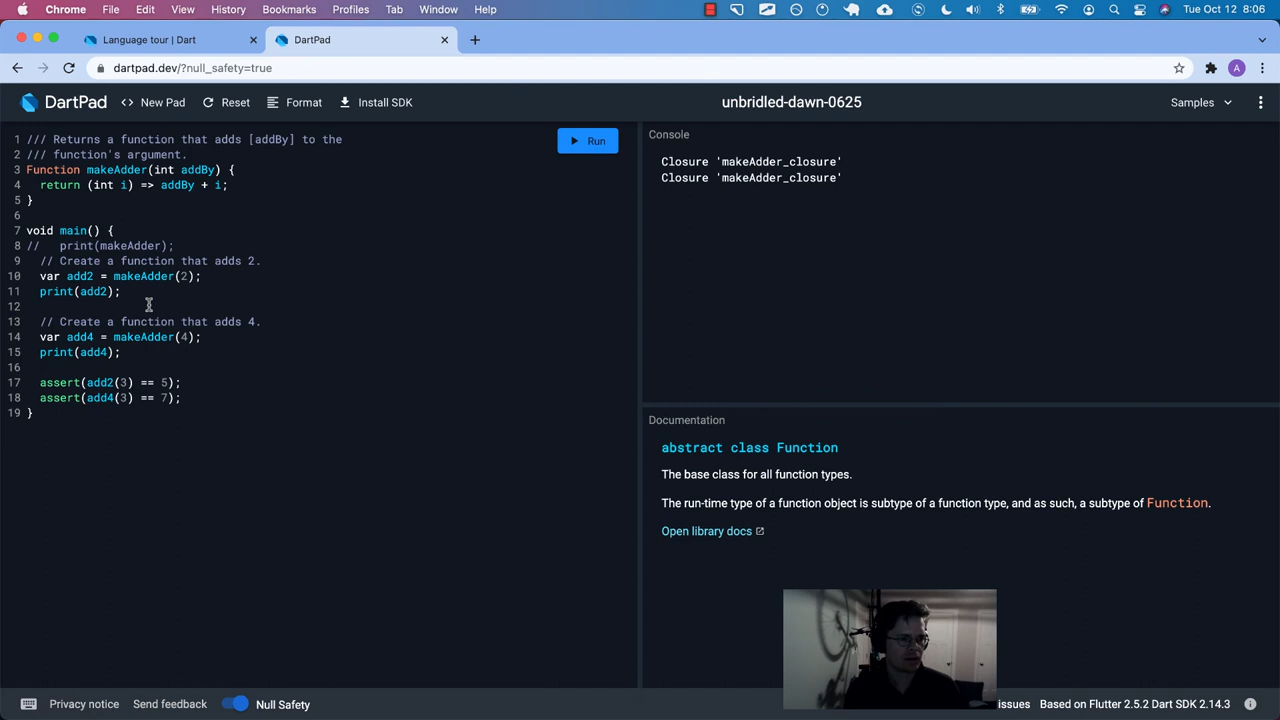 Chrome File Edit View History Bookmarks Profiles Tab Window Help Tue Oct 12 8:06
Language tour | Dart
DartPad
dartpad.dev/?null_safety=true
A
DartPad
<> New Pad
Reset
Format
Install SDK
unbridled-dawn-0625
Samples
1 /// Returns a function that adds [addBy] to the
2 /// function's argument.
3 Function makeAdder(int addBy) {
4 return (int i) => addBy + i;
5 }
6
7 void main() {
8 // print(makeAdder);
9 // Create a function that adds 2.
10 var add2 = makeAdder(2);
11 print(add2);
12
13 // Create a function that adds 4.
14 var add4 = makeAdder(4);
15 print(add4);
16
17 assert(add2(3) == 5);
18 assert(add4(3) == 7);
19 }
Run
Console
Closure 'makeAdder_closure'
Closure 'makeAdder_closure'
Documentation
abstract class Function
The base class for all function types.
The run-time type of a function object is subtype of a function type, and as such, a subtype of Function.
Open library docs
Privacy notice
Send feedback
Null Safety
issues
Based on Flutter 2.5.2 Dart SDK 2.14.3